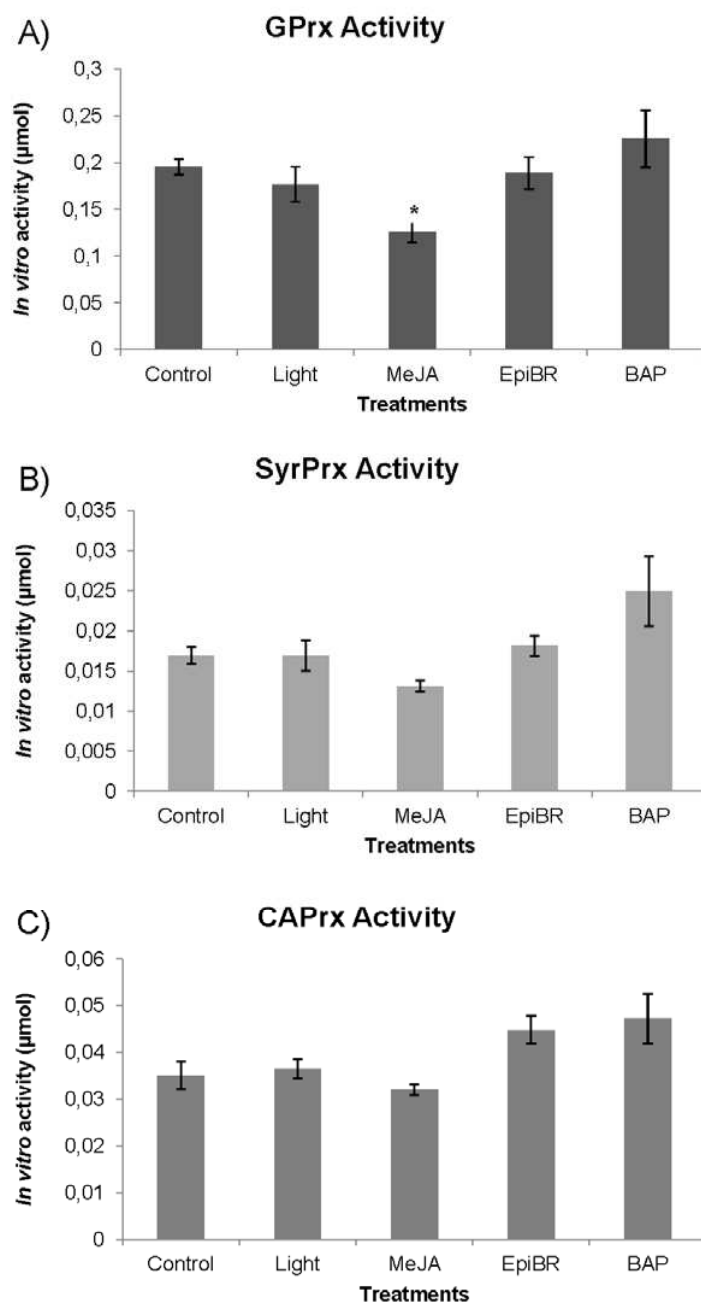 A)
GPrx Activity
In vitro activity (µmol)
0,3
0,25
0,2
0,15
0,1
0,05
0
*
Control Light MeJA EpiBR BAP
Treatments
B)
SyrPrx Activity
In vitro activity (µmol)
0,035
0,03
0,025
0,02
0,015
0,01
0,005
0
Control Light MeJA EpiBR BAP
Treatments
C)
CAPrx Activity
In vitro activity (µmol)
0,06
0,05
0,04
0,03
0,02
0,01
0
Control Light MeJA EpiBR BAP
Treatments